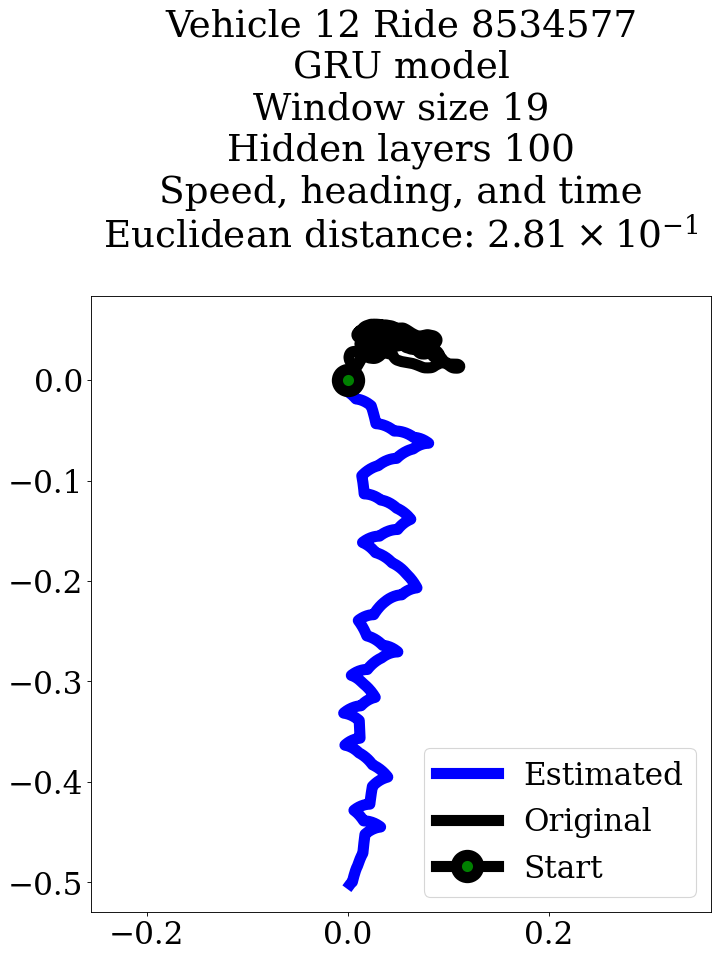 Vehicle 12 Ride 8534577
GRU model
Window size 19
Hidden layers 100
Speed, heading, and time
Euclidean distance: 2.81 × 10⁻¹
0.0
−0.1
−0.2
−0.3
−0.4
−0.5
−0.2
0.0
0.2
Estimated
Original
Start